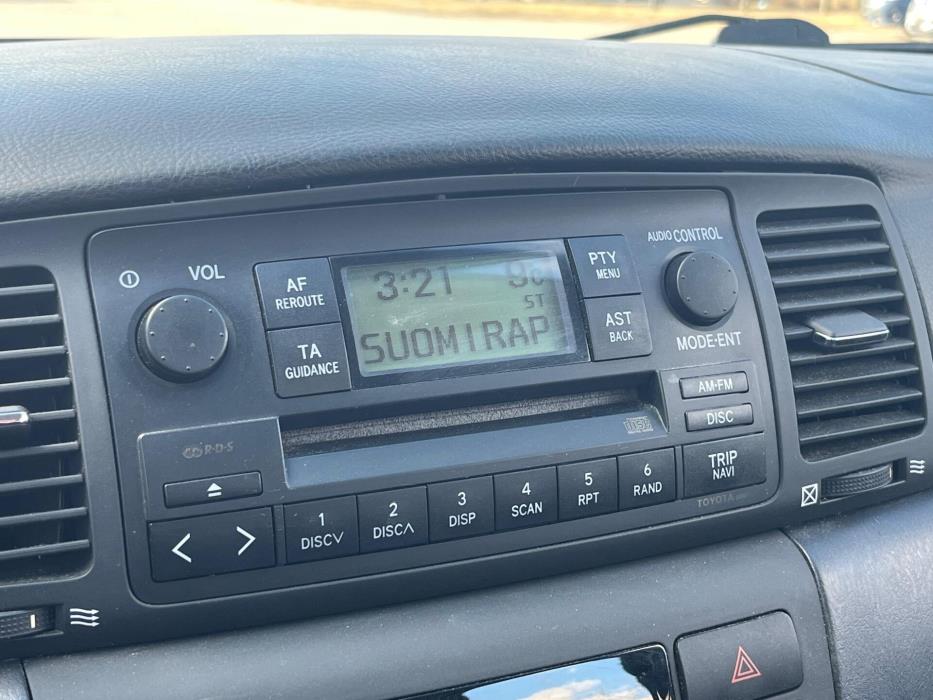 VOL
AF
REROUTE
TA
GUIDANCE
3:21 9c
ST
SUOMIRAP
PTY
MENU
AST
BACK
AUDIO CONTROL
MODE·ENT
AM·FM
DISC
R·D·S
DISC
1
DISC
2
DISC
3
DISP
4
SCAN
5
RPT
6
RAND
TRIP
NAVI
TOYOTA